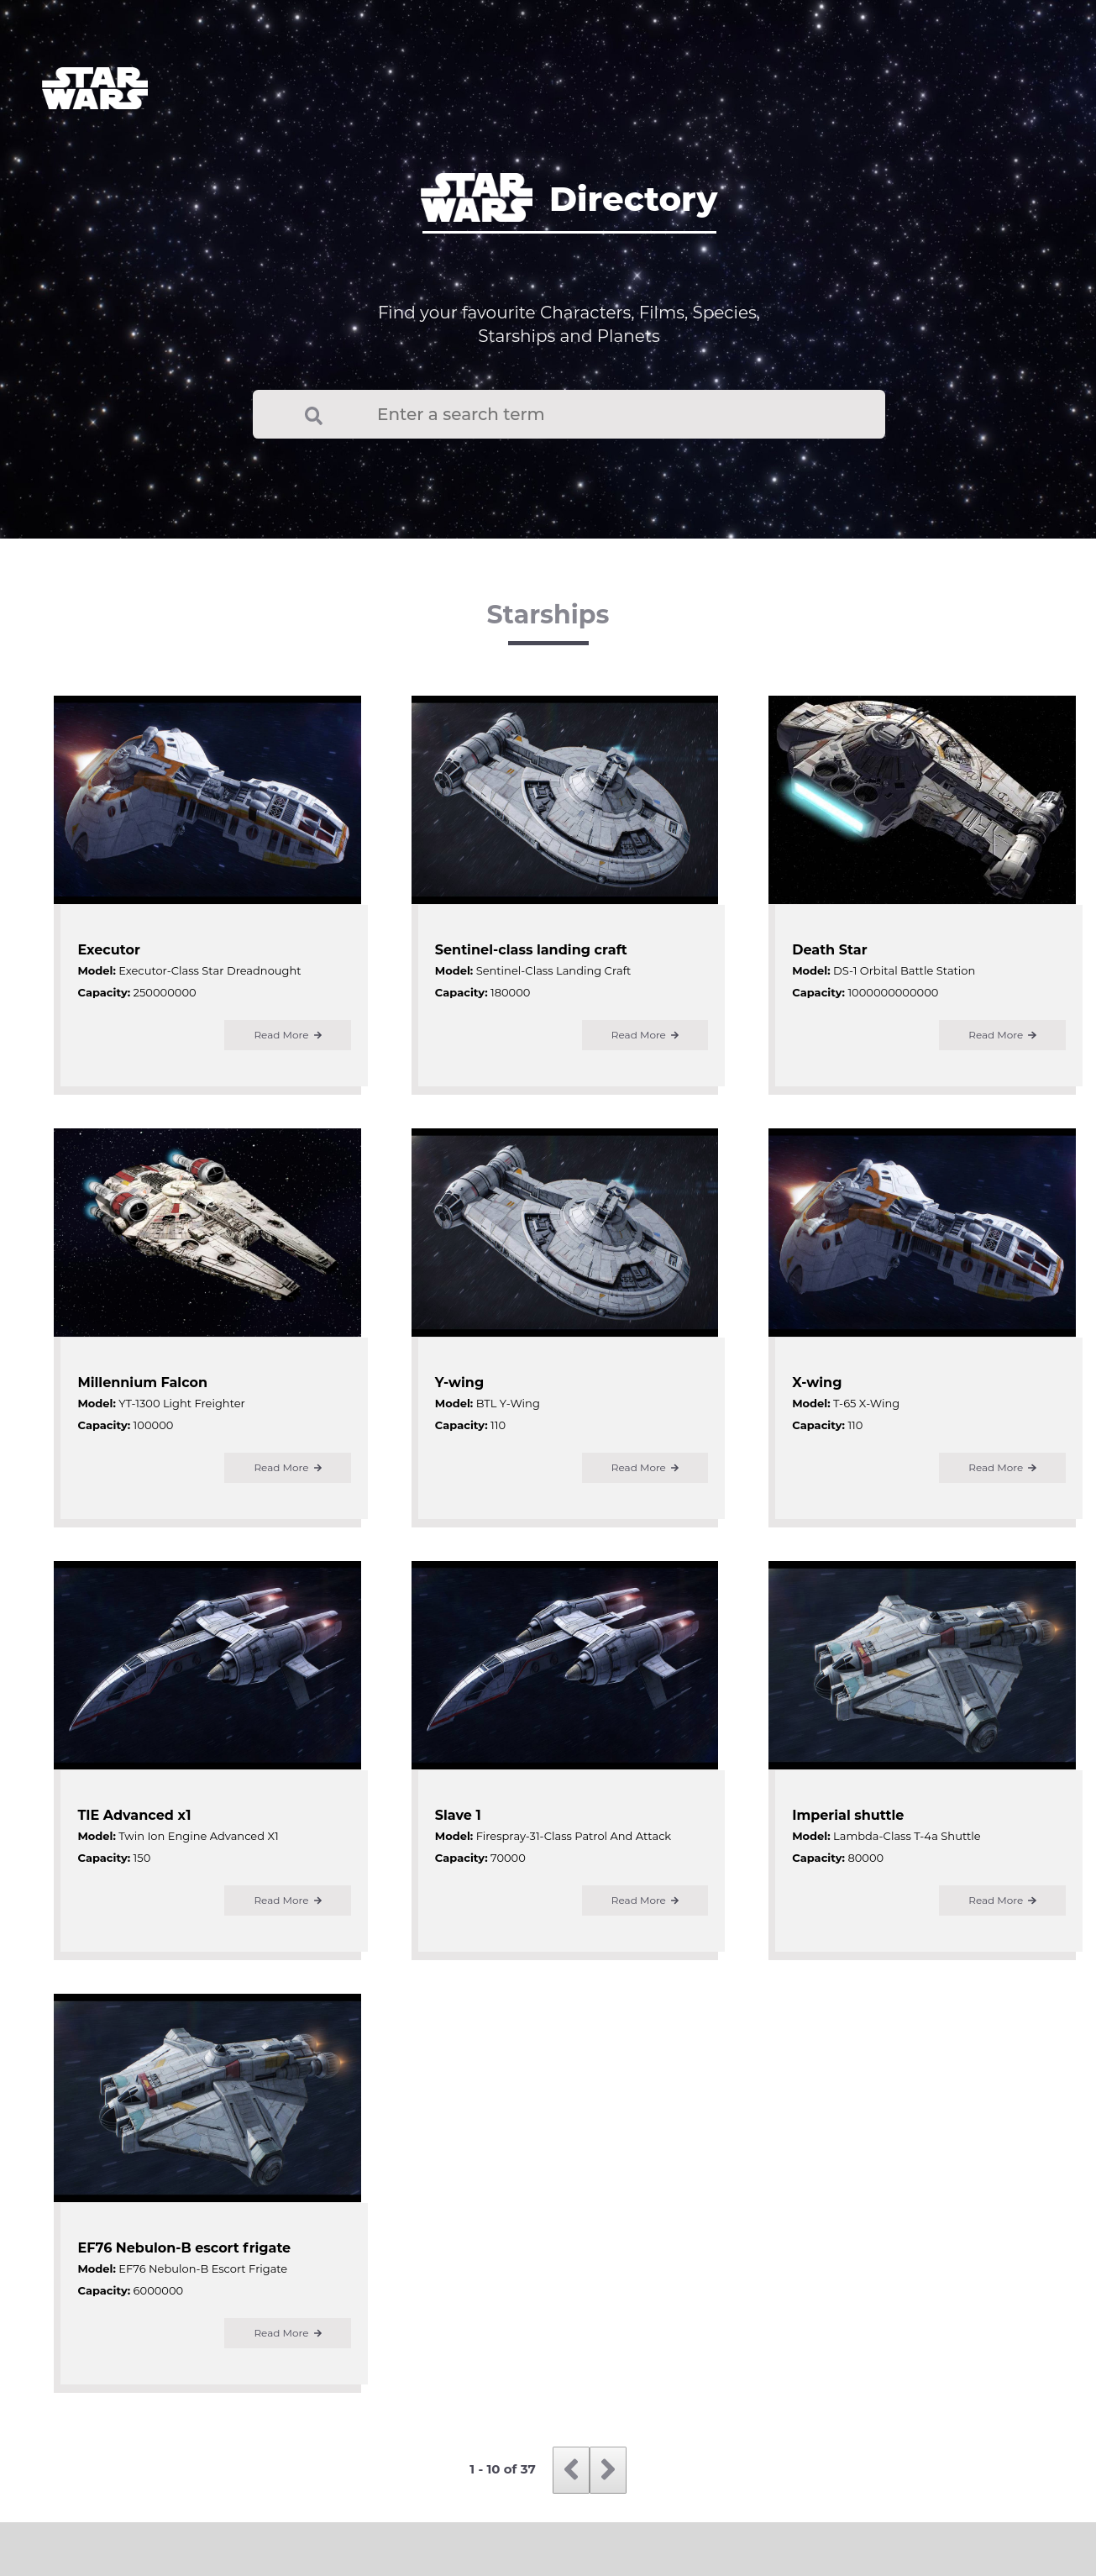 STAR
WARS
STAR
WARS Directory
Find your favourite Characters, Films, Species,
Starships and Planets
Enter a search term
Starships
Executor
Model: Executor-Class Star Dreadnought
Capacity: 250000000
Read More
Sentinel-class landing craft
Model: Sentinel-Class Landing Craft
Capacity: 180000
Read More
Death Star
Model: DS-1 Orbital Battle Station
Capacity: 1000000000000
Read More
Millennium Falcon
Model: YT-1300 Light Freighter
Capacity: 100000
Read More
Y-wing
Model: BTL Y-Wing
Capacity: 110
Read More
X-wing
Model: T-65 X-Wing
Capacity: 110
Read More
TIE Advanced x1
Model: Twin Ion Engine Advanced X1
Capacity: 150
Read More
Slave 1
Model: Firespray-31-Class Patrol And Attack
Capacity: 70000
Read More
Imperial shuttle
Model: Lambda-Class T-4a Shuttle
Capacity: 80000
Read More
EF76 Nebulon-B escort frigate
Model: EF76 Nebulon-B Escort Frigate
Capacity: 6000000
Read More
1 - 10 of 37